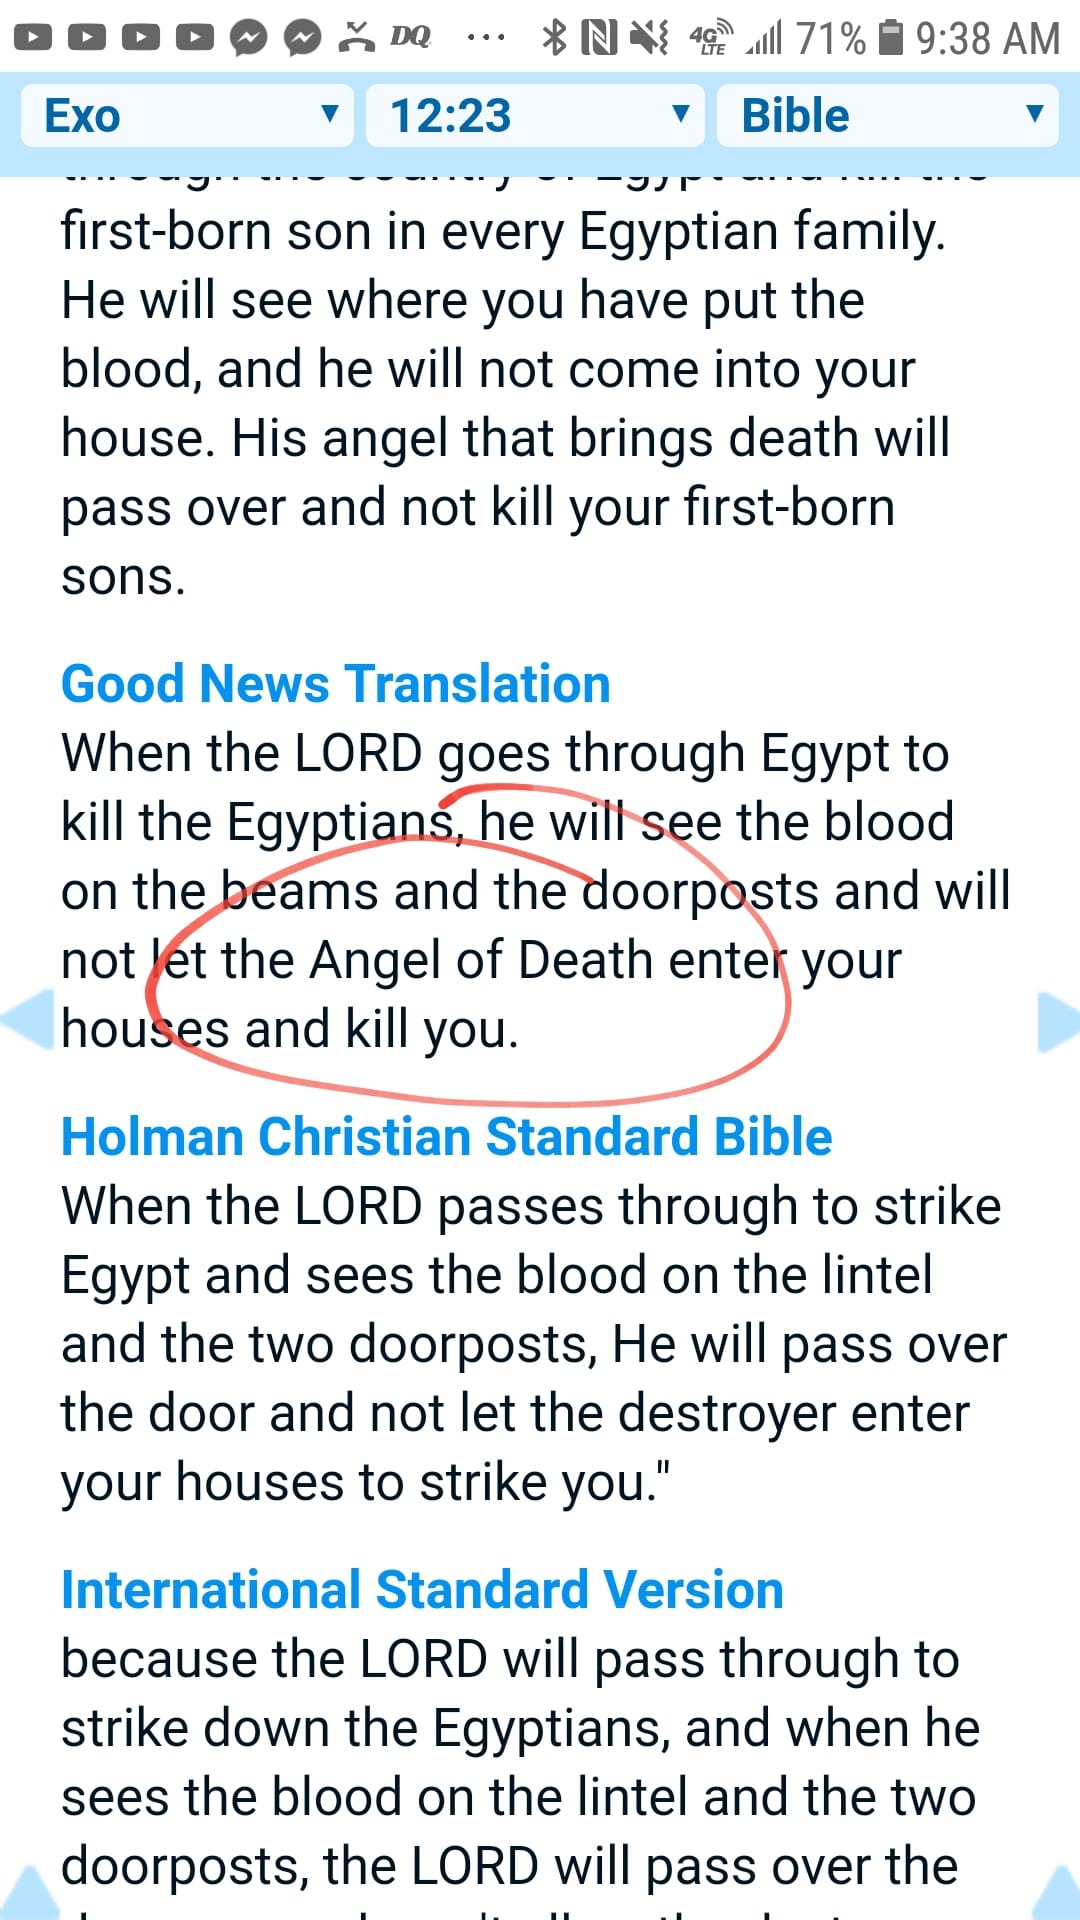 DQ ... 4G LTE 71% 9:38 AM
Exo 12:23 Bible
first-born son in every Egyptian family.
He will see where you have put the
blood, and he will not come into your
house. His angel that brings death will
pass over and not kill your first-born
sons.
Good News Translation
When the LORD goes through Egypt to
kill the Egyptians, he will see the blood
on the beams and the doorposts and will
not let the Angel of Death enter your
houses and kill you.
Holman Christian Standard Bible
When the LORD passes through to strike
Egypt and sees the blood on the lintel
and the two doorposts, He will pass over
the door and not let the destroyer enter
your houses to strike you."
International Standard Version
because the LORD will pass through to
strike down the Egyptians, and when he
sees the blood on the lintel and the two
doorposts, the LORD will pass over the